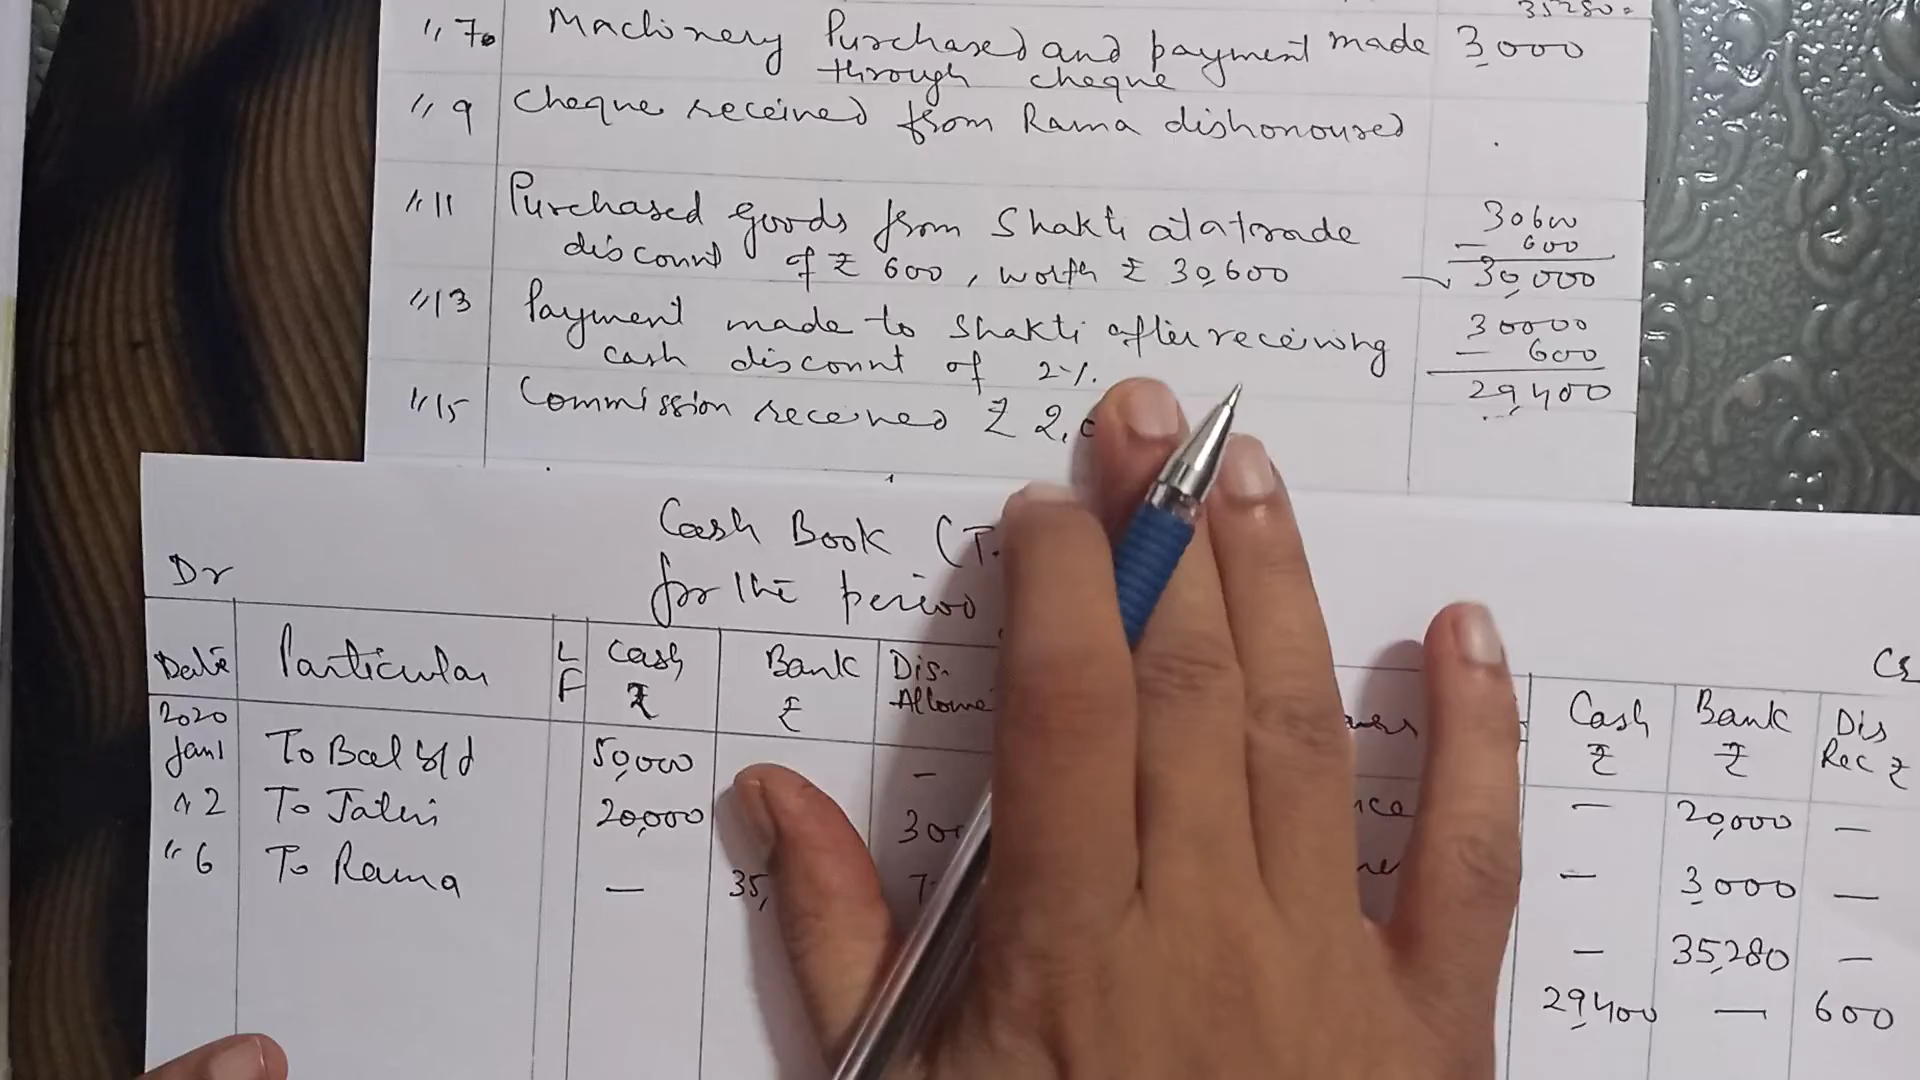 35280
"7 Machinery Purchased and payment made 3,000
through cheque
"9 Cheque received from Rama dishonoured
"11 Purchased goods from Shakti at a trade 30600
discount of ₹ 600, worth ₹ 30,600 - 600
30,000
"13 Payment made to Shakti after receiving 30000
cash discount of 2%. - 600
29,400
"15 Commission received ₹ 2,
Cash Book (T.
Dr for the period
Cr
Date Particular LF Cash ₹ Bank ₹ Dis. Allowe Cash ₹ Bank ₹ Dis Rec ₹
2020
Jan 1 To Bal b/d 50,000 —
"2 To Jatin 20,000 30 — 20,000 —
"6 To Rama — 35, 7 — 3,000 —
— 35,280 —
29,400 — 600